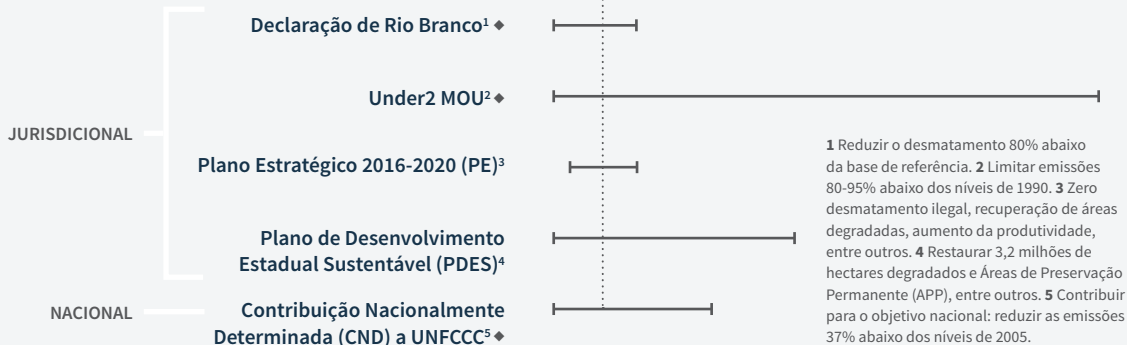 Declaração de Rio Branco¹ ◆
Under2 MOU² ◆
JURISDICIONAL
Plano Estratégico 2016-2020 (PE)³
Plano de Desenvolvimento
Estadual Sustentável (PDES)⁴
NACIONAL
Contribuição Nacionalmente
Determinada (CND) a UNFCCC⁵ ◆
1 Reduzir o desmatamento 80% abaixo
da base de referência. 2 Limitar emissões
80-95% abaixo dos níveis de 1990. 3 Zero
desmatamento ilegal, recuperação de áreas
degradadas, aumento da produtividade,
entre outros. 4 Restaurar 3,2 milhões de
hectares degradados e Áreas de Preservação
Permanente (APP), entre outros. 5 Contribuir
para o objetivo nacional: reduzir as emissões
37% abaixo dos níveis de 2005.